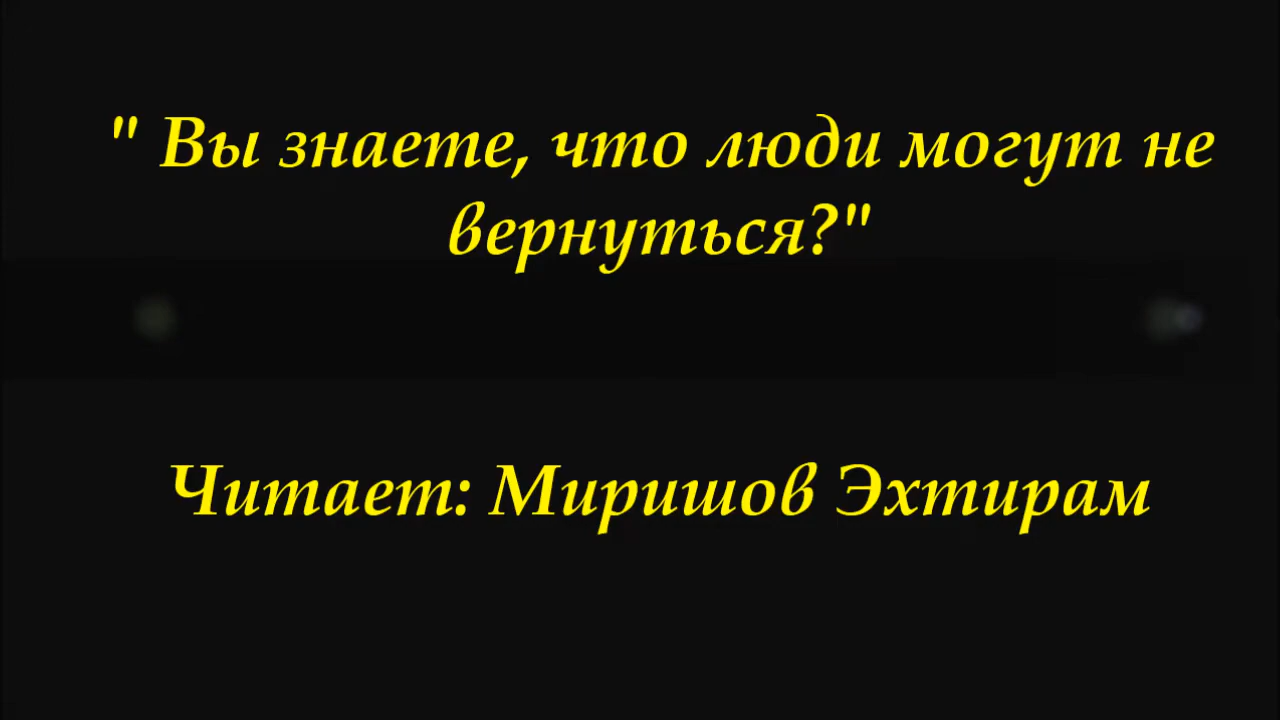 " Вы знаете, что люди могут не
вернуться?"
Читает: Миришов Эхтирам